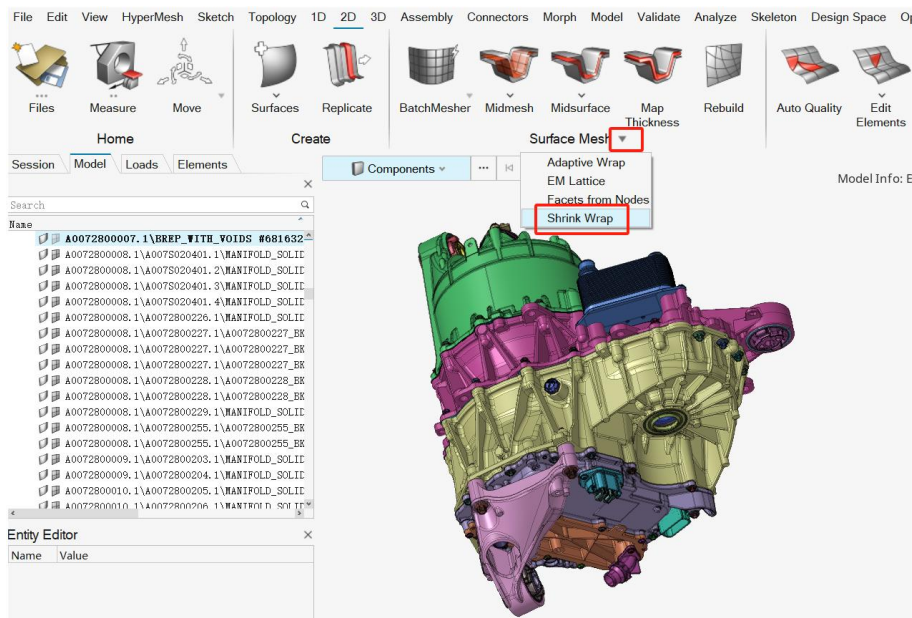 File Edit View HyperMesh Sketch Topology 1D 2D 3D Assembly Connectors Morph Model Validate Analyze Skeleton Design Space
Files Measure Move Surfaces Replicate BatchMesher Midmesh Midsurface Map Thickness Rebuild Auto Quality Edit Elements
Home Create Surface Mesh
Session Model Loads Elements
Components
Adaptive Wrap
EM Lattice
Facets from Nodes
Shrink Wrap
Model Info: E
Search
Name
A0072800007.1\BREP_WITH_VOIDS #681632
A0072800008.1\A007S020401.1\MANIFOLD_SOLID
A0072800008.1\A007S020401.2\MANIFOLD_SOLID
A0072800008.1\A007S020401.3\MANIFOLD_SOLID
A0072800008.1\A007S020401.4\MANIFOLD_SOLID
A0072800008.1\A0072800226.1\MANIFOLD_SOLID
A0072800008.1\A0072800227.1\A0072800227_BK
A0072800008.1\A0072800227.1\A0072800227_BK
A0072800008.1\A0072800228.1\A0072800228_BK
A0072800008.1\A0072800228.1\A0072800228_BK
A0072800008.1\A0072800229.1\MANIFOLD_SOLID
A0072800008.1\A0072800255.1\A0072800255_BK
A0072800008.1\A0072800255.1\A0072800255_BK
A0072800009.1\A0072800203.1\MANIFOLD_SOLID
A0072800009.1\A0072800204.1\MANIFOLD_SOLID
A0072800010.1\A0072800205.1\MANIFOLD_SOLID
A0072800010.1\A0072800206.1\MANIFOLD_SOLID
Entity Editor
Name Value